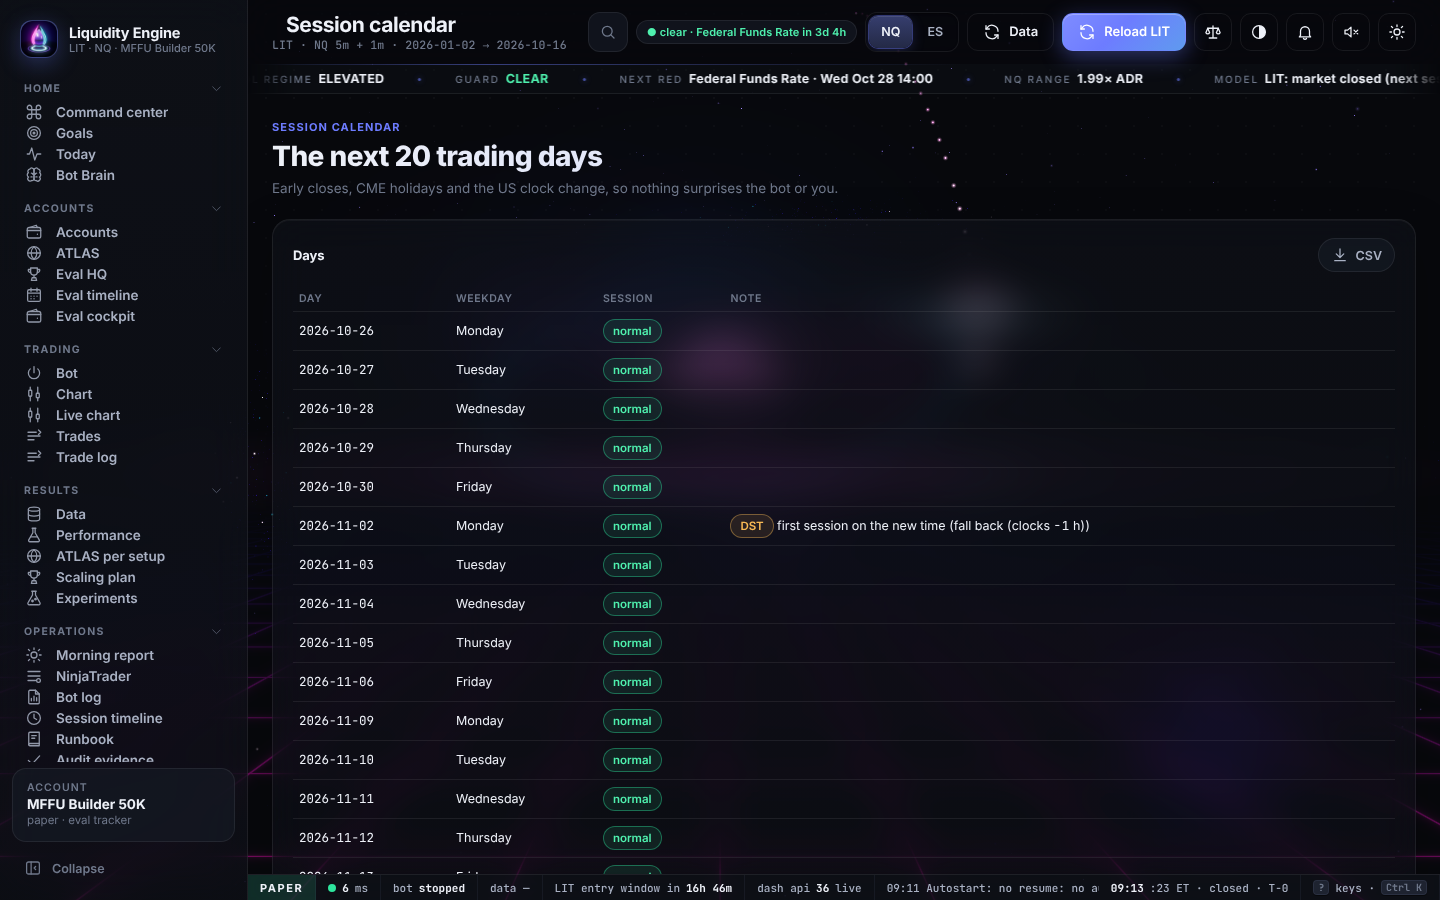 Liquidity Engine
LIT · NQ · MFFU Builder 50K
HOME
Command center
Goals
Today
Bot Brain
ACCOUNTS
Accounts
ATLAS
Eval HQ
Eval timeline
Eval cockpit
TRADING
Bot
Chart
Live chart
Trades
Trade log
RESULTS
Data
Performance
ATLAS per setup
Scaling plan
Experiments
OPERATIONS
Morning report
NinjaTrader
Bot log
Session timeline
Runbook
Audit evidence
ACCOUNT
MFFU Builder 50K
paper · eval tracker
Collapse
Session calendar
LIT · NQ 5m + 1m · 2026-01-02 → 2026-10-16
clear · Federal Funds Rate in 3d 4h
NQ ES
Data
Reload LIT
REGIME ELEVATED • GUARD CLEAR • NEXT RED Federal Funds Rate · Wed Oct 28 14:00 • NQ RANGE 1.99× ADR • MODEL LIT: market closed (next se
SESSION CALENDAR
The next 20 trading days
Early closes, CME holidays and the US clock change, so nothing surprises the bot or you.
Days
CSV
DAY WEEKDAY SESSION NOTE
2026-10-26 Monday normal
2026-10-27 Tuesday normal
2026-10-28 Wednesday normal
2026-10-29 Thursday normal
2026-10-30 Friday normal
2026-11-02 Monday normal DST first session on the new time (fall back (clocks -1 h))
2026-11-03 Tuesday normal
2026-11-04 Wednesday normal
2026-11-05 Thursday normal
2026-11-06 Friday normal
2026-11-09 Monday normal
2026-11-10 Tuesday normal
2026-11-11 Wednesday normal
2026-11-12 Thursday normal
PAPER 6 ms bot stopped data — LIT entry window in 16h 46m dash api 36 live 09:11 Autostart: no resume: no a 09:13 :23 ET · closed · T-0 ? keys · Ctrl K